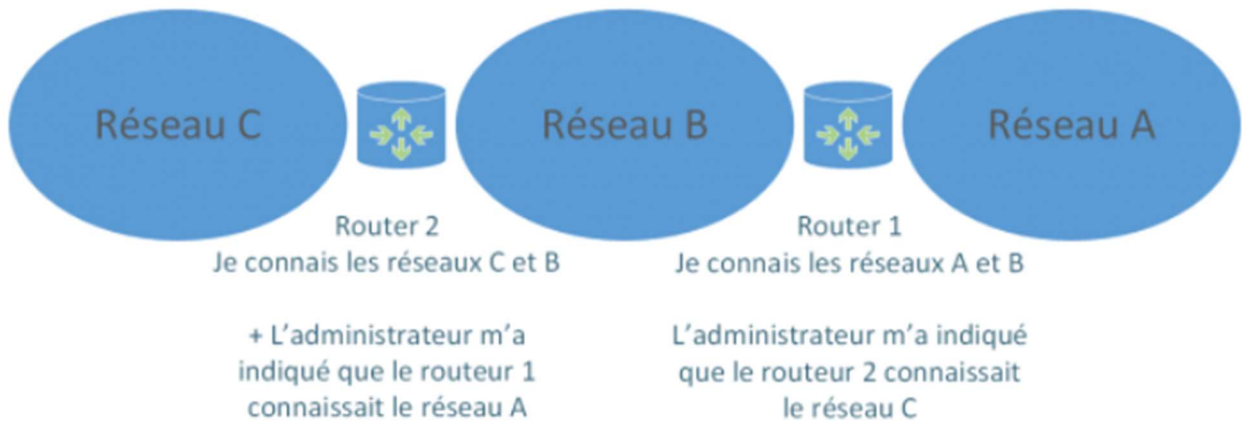 Réseau C
Réseau B
Réseau A
Router 2
Je connais les réseaux C et B
+ L'administrateur m'a
indiqué que le routeur 1
connaissait le réseau A
Router 1
Je connais les réseaux A et B
L'administrateur m'a indiqué
que le routeur 2 connaissait
le réseau C